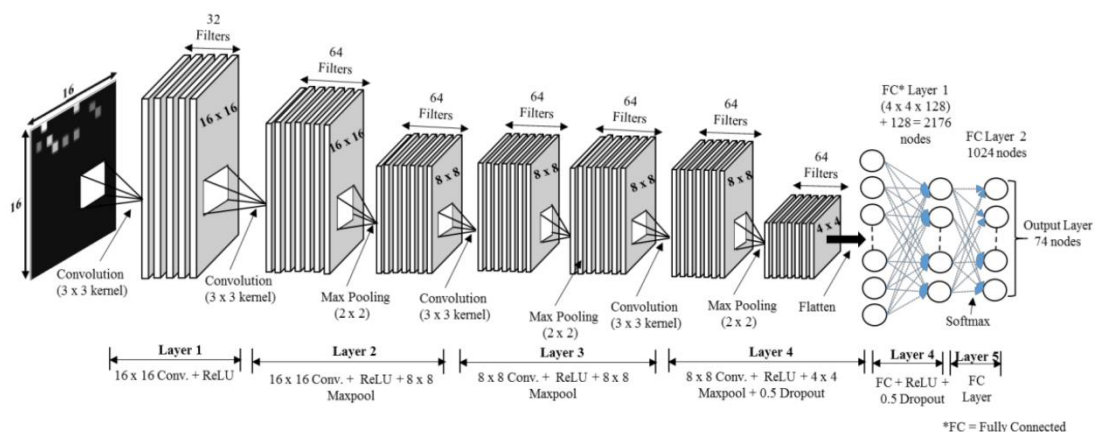 16
16
Convolution
(3 x 3 kernel)
32
Filters
16 x 16
Convolution
(3 x 3 kernel)
64
Filters
16 x 16
Max Pooling
(2 x 2)
64
Filters
8 x 8
Convolution
(3 x 3 kernel)
64
Filters
8 x 8
Max Pooling
(2 x 2)
64
Filters
8 x 8
Convolution
(3 x 3 kernel)
64
Filters
8 x 8
Max Pooling
(2 x 2)
64
Filters
4 x 4
Flatten
FC* Layer 1
(4 x 4 x 128)
+ 128 = 2176
nodes
FC Layer 2
1024 nodes
Output Layer
74 nodes
Softmax
Layer 1
16 x 16 Conv. + ReLU
Layer 2
16 x 16 Conv. + ReLU + 8 x 8
Maxpool
Layer 3
8 x 8 Conv. + ReLU + 8 x 8
Maxpool
Layer 4
8 x 8 Conv. + ReLU + 4 x 4
Maxpool + 0.5 Dropout
Layer 4
FC + ReLU +
0.5 Dropout
Layer 5
FC
Layer
*FC = Fully Connected